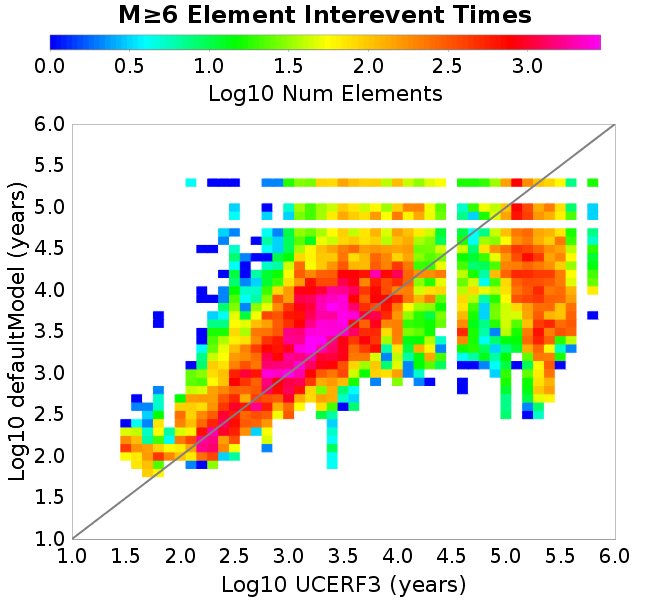 M≥6 Element Interevent Times
0.0 0.5 1.0 1.5 2.0 2.5 3.0
Log10 Num Elements
6.0
5.5
5.0
4.5
4.0
3.5
3.0
2.5
2.0
1.5
1.0
Log10 defaultModel (years)
1.0 1.5 2.0 2.5 3.0 3.5 4.0 4.5 5.0 5.5 6.0
Log10 UCERF3 (years)